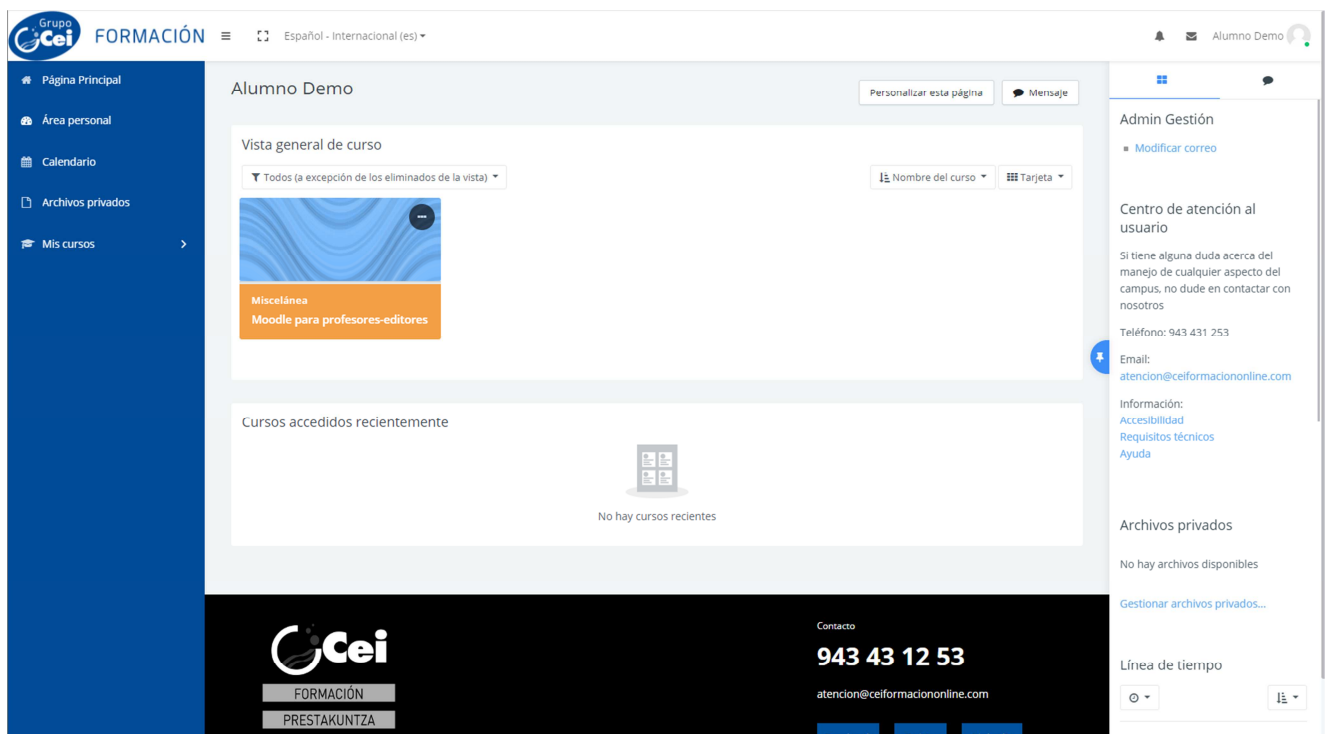 Grupo
Cei
FORMACIÓN
Español - Internacional (es)
Alumno Demo
Página Principal
Área personal
Calendario
Archivos privados
Mis cursos
Alumno Demo
Personalizar esta página
Mensaje
Vista general de curso
Todos (a excepción de los eliminados de la vista)
Nombre del curso
Tarjeta
Miscelánea
Moodle para profesores-editores
Cursos accedidos recientemente
No hay cursos recientes
Cei
FORMACIÓN
PRESTAKUNTZA
Contacto
943 43 12 53
atencion@ceiformaciononline.com
Admin Gestión
Modificar correo
Centro de atención al
usuario
Si tiene alguna duda acerca del
manejo de cualquier aspecto del
campus, no dude en contactar con
nosotros
Teléfono: 943 431 253
Email:
atencion@ceiformaciononline.com
Información:
Accesibilidad
Requisitos técnicos
Ayuda
Archivos privados
No hay archivos disponibles
Gestionar archivos privados...
Línea de tiempo